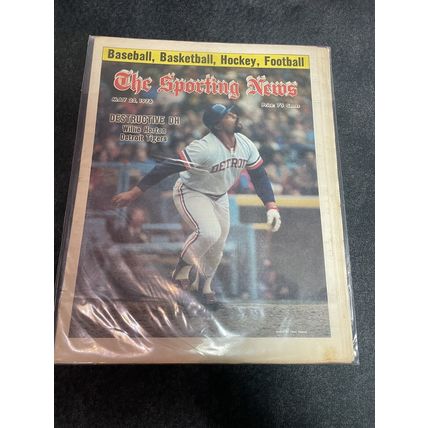 Baseball, Basketball, Hockey, Football
The Sporting News
MAY 22, 1976
Price: 75 Cents
DESTRUCTIVE DH
Willie Horton
Detroit Tigers
DETROIT